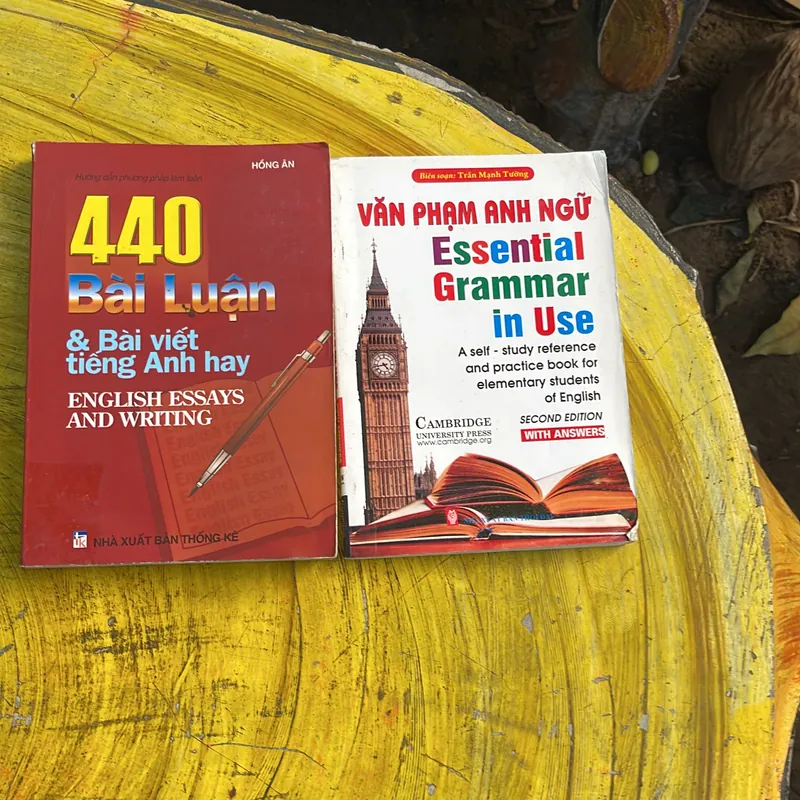 HỒNG ÂN
Hướng dẫn phương pháp làm luận
440
Bài Luận
& Bài viết
tiếng Anh hay
ENGLISH ESSAYS
AND WRITING
NHÀ XUẤT BẢN THỐNG KÊ
Biên soạn: Trần Mạnh Tường
VĂN PHẠM ANH NGỮ
Essential
Grammar
in Use
A self - study reference
and practice book for
elementary students
of English
CAMBRIDGE
UNIVERSITY PRESS
www.cambridge.org
SECOND EDITION
WITH ANSWERS